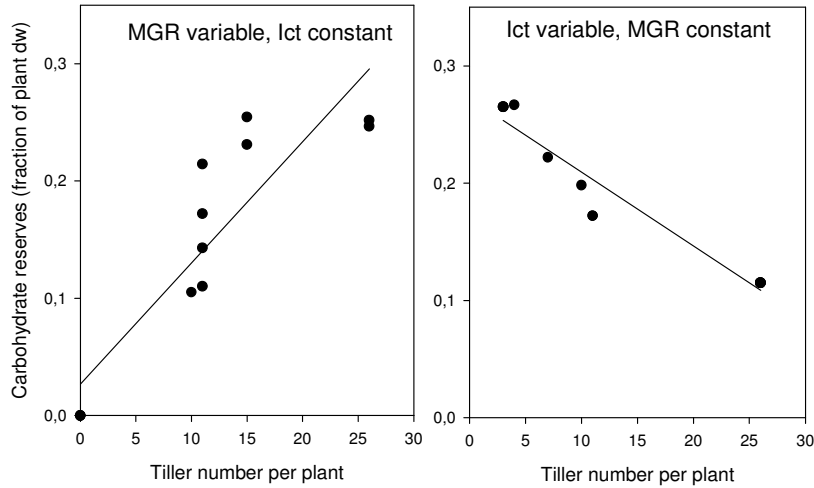 MGR variable, Ict constant
Carbohydrate reserves (fraction of plant dw)
0,3
0,2
0,1
0,0
0 5 10 15 20 25 30
Tiller number per plant
Ict variable, MGR constant
0,3
0,2
0,1
0,0
0 5 10 15 20 25 30
Tiller number per plant